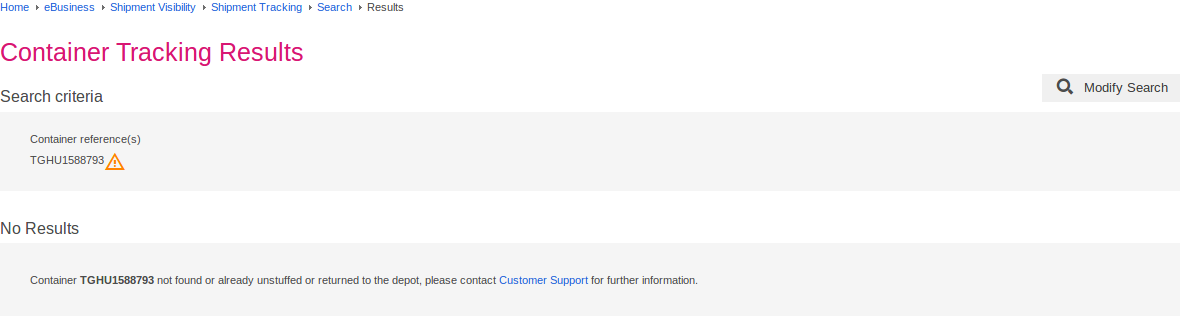 Home eBusiness Shipment Visibility Shipment Tracking Search Results
Container Tracking Results
Modify Search
Search criteria
Container reference(s)
TGHU1588793
No Results
Container TGHU1588793 not found or already unstuffed or returned to the depot, please contact Customer Support for further information.